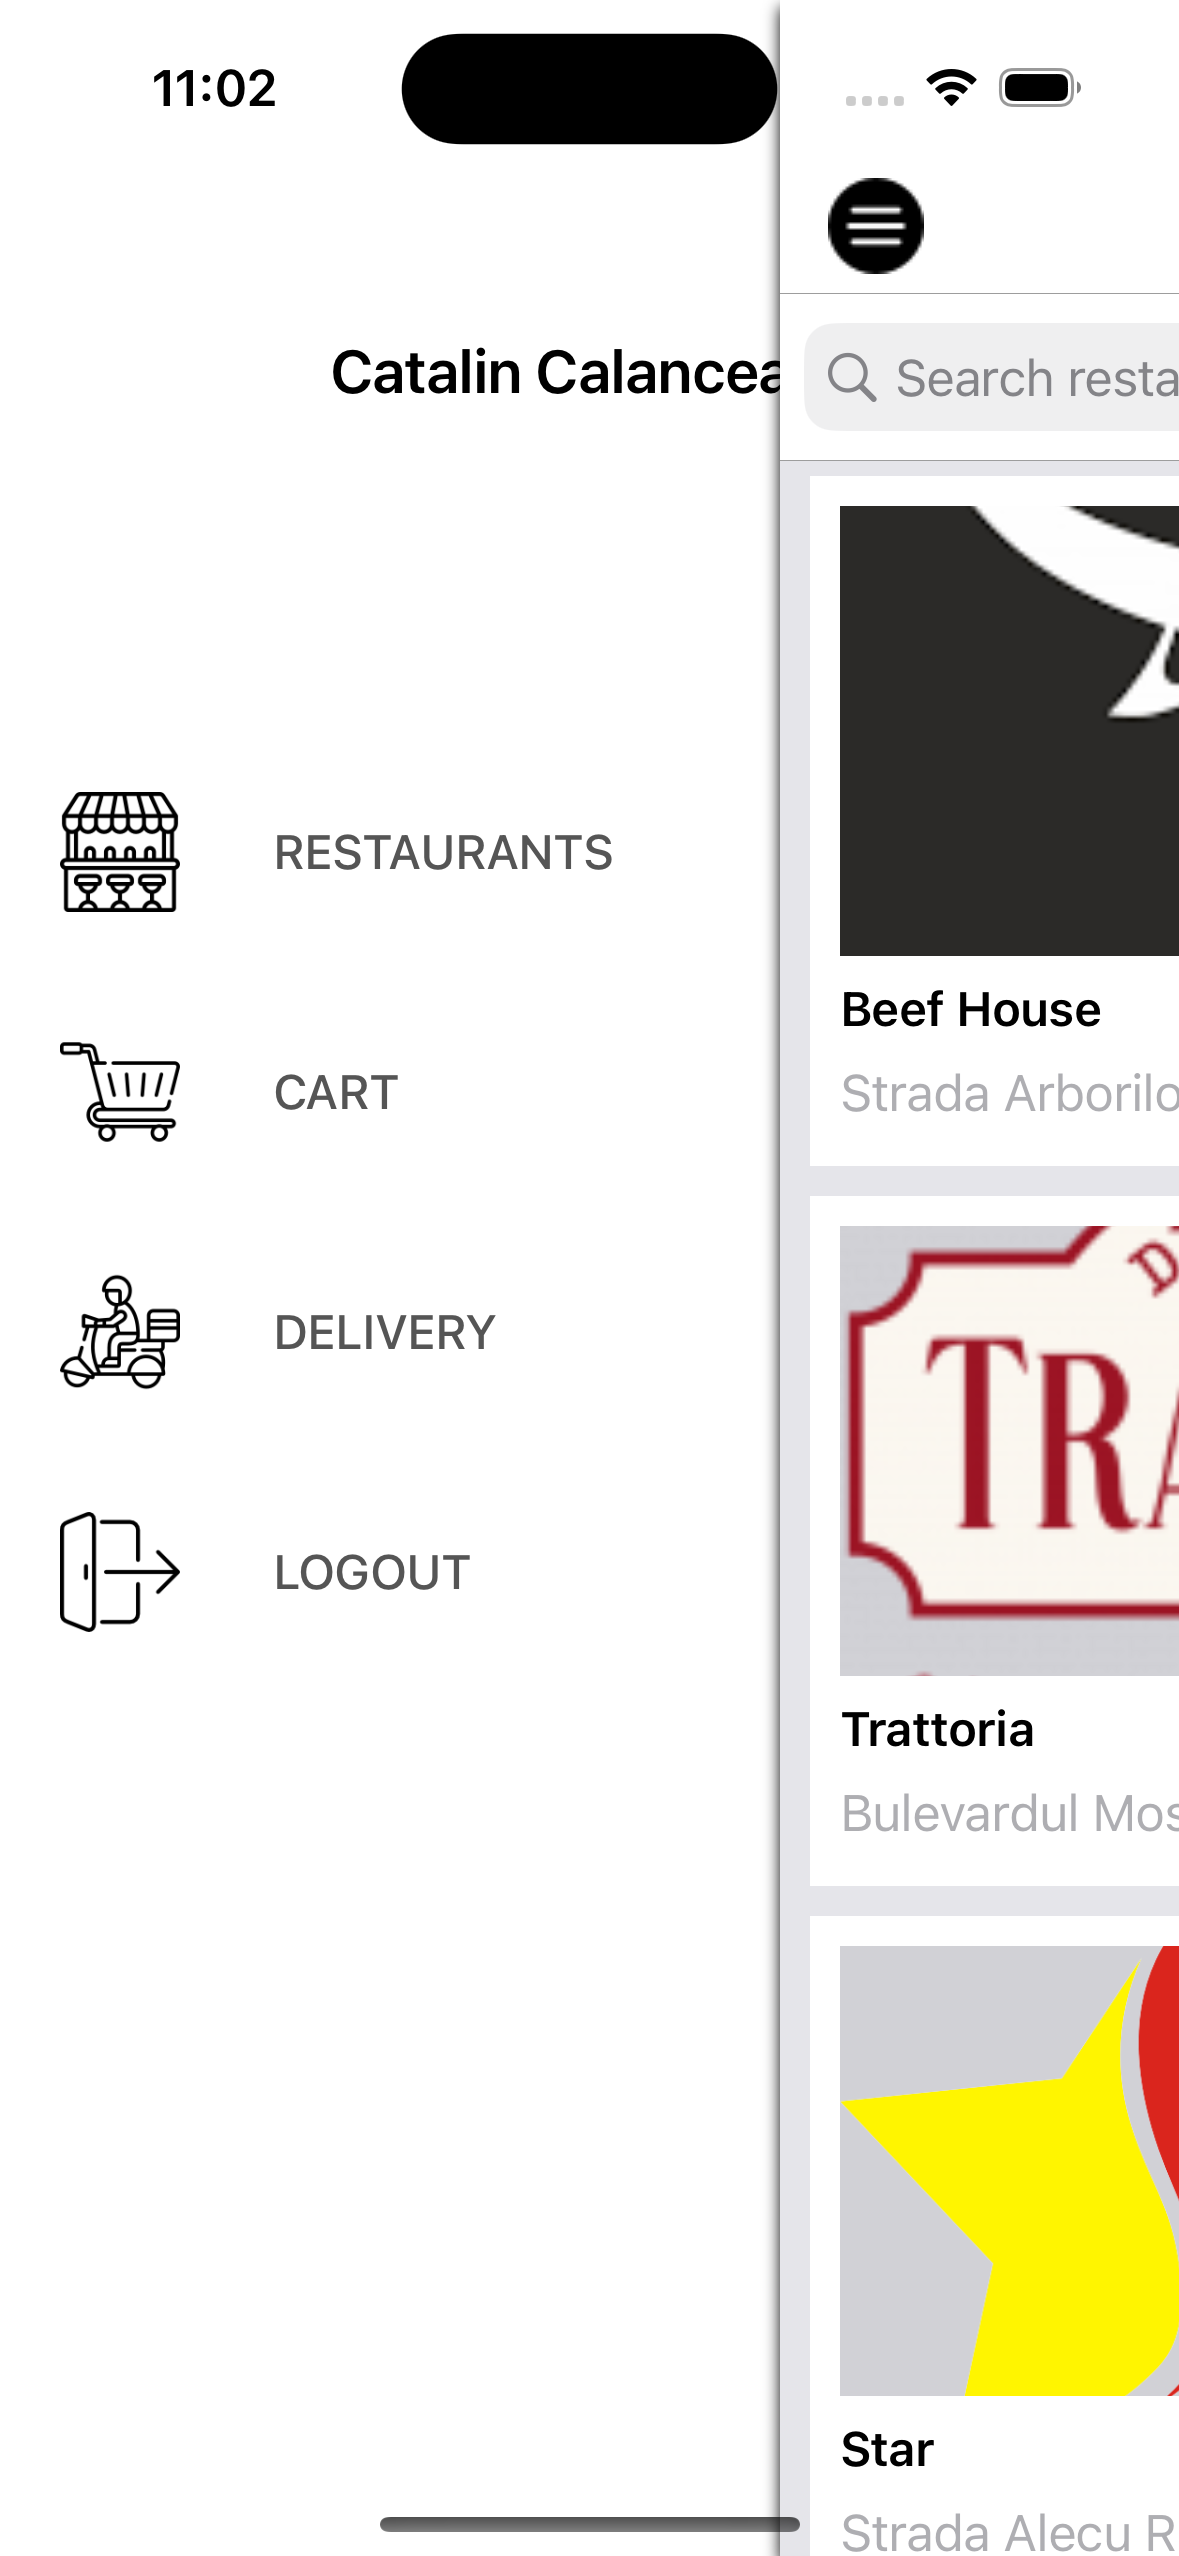 11:02
Catalin Calancea
RESTAURANTS
CART
DELIVERY
LOGOUT
Search resta
Beef House
Strada Arborilo
D
TRA
Trattoria
Bulevardul Mos
Star
Strada Alecu R